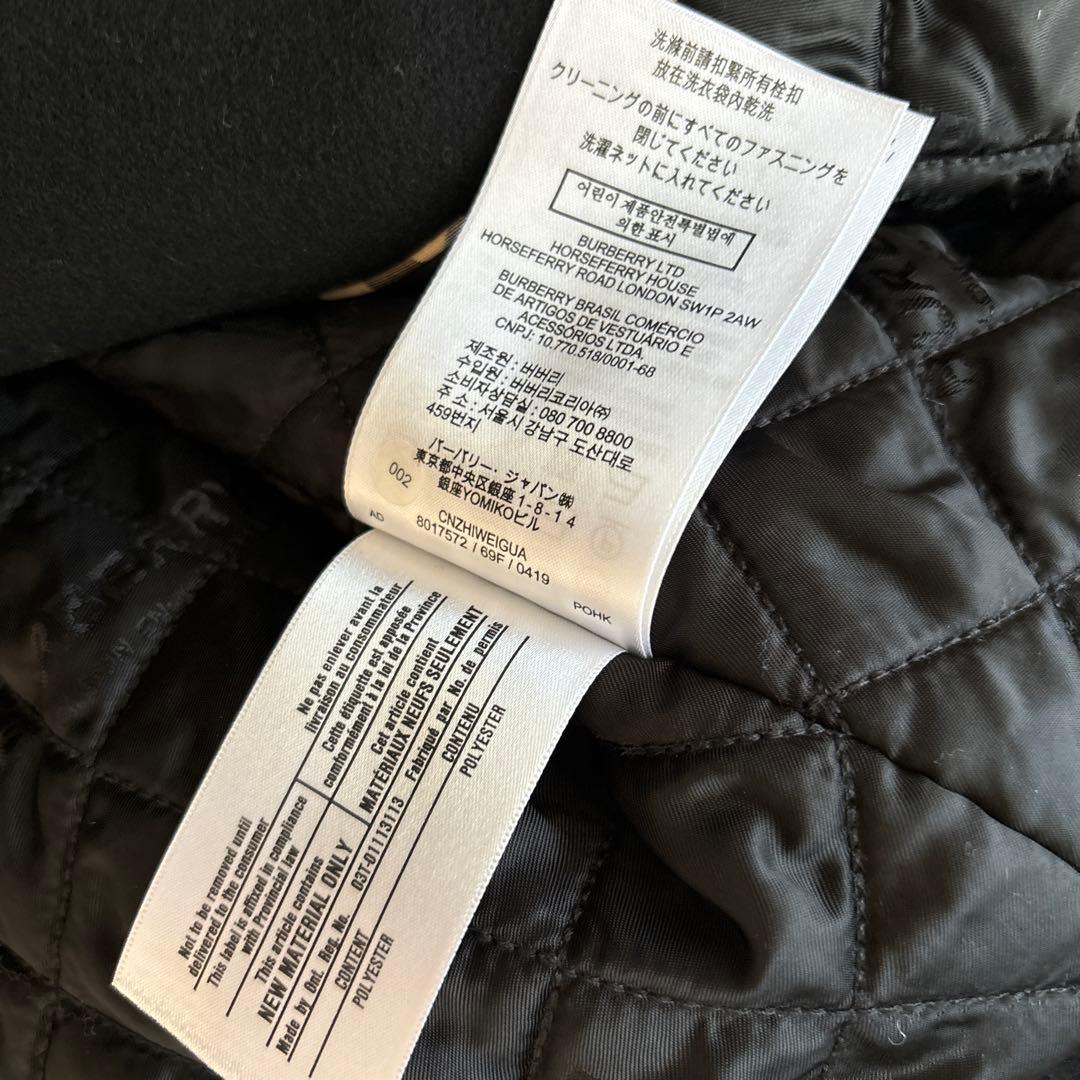 洗滌前請扣緊所有栓扣
放在洗衣袋內乾洗
クリーニングの前にすべてのファスニングを
閉じてください
洗濯ネットに入れてください
어린이 제품안전특별법에
의한 표시
BURBERRY LTD
HORSEFERRY HOUSE
HORSEFERRY ROAD LONDON SW1P 2AW
BURBERRY BRASIL COMÉRCIO
DE ARTIGOS DE VESTUÁRIO E
ACESSÓRIOS LTDA.
CNPJ: 10.770.518/0001-68
제조원 : 버버리
수입원 : 버버리코리아㈜
소비자상담실 : 080 700 8800
주 소 : 서울시 강남구 도산대로
459번지
バーバリー・ジャパン㈱
東京都中央区銀座1-8-14
銀座YOMIKOビル
002
CNZHIWEIGUA
8017572 / 69F / 0419
AD
POHK
Not to be removed until
delivered to the consumer
This label is affixed in compliance
with Provincial law
This article contains
NEW MATERIAL ONLY
Made by Ont. Reg. No.
CONTENT
POLYESTER
Ne pas enlever avant la
livraison au consommateur
Cette étiquette est apposée
conformément à la loi de la Province
Cet article contient
MATÉRIAUX NEUFS SEULEMENT
03T-01113113 Fabriqué par No. de permis
CONTENU
POLYESTER